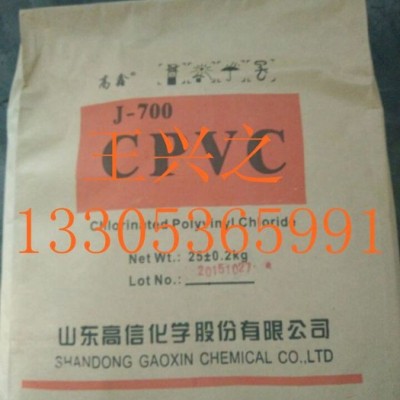 高鑫
J-700
CPVC
王兴之
Chlorinated Polyvinyl Chloride
13305365991
Net Wt.: 25±0.2kg
Lot No.: 20151027
山东高信化学股份有限公司
SHANDONG GAOXIN CHEMICAL CO.,LTD